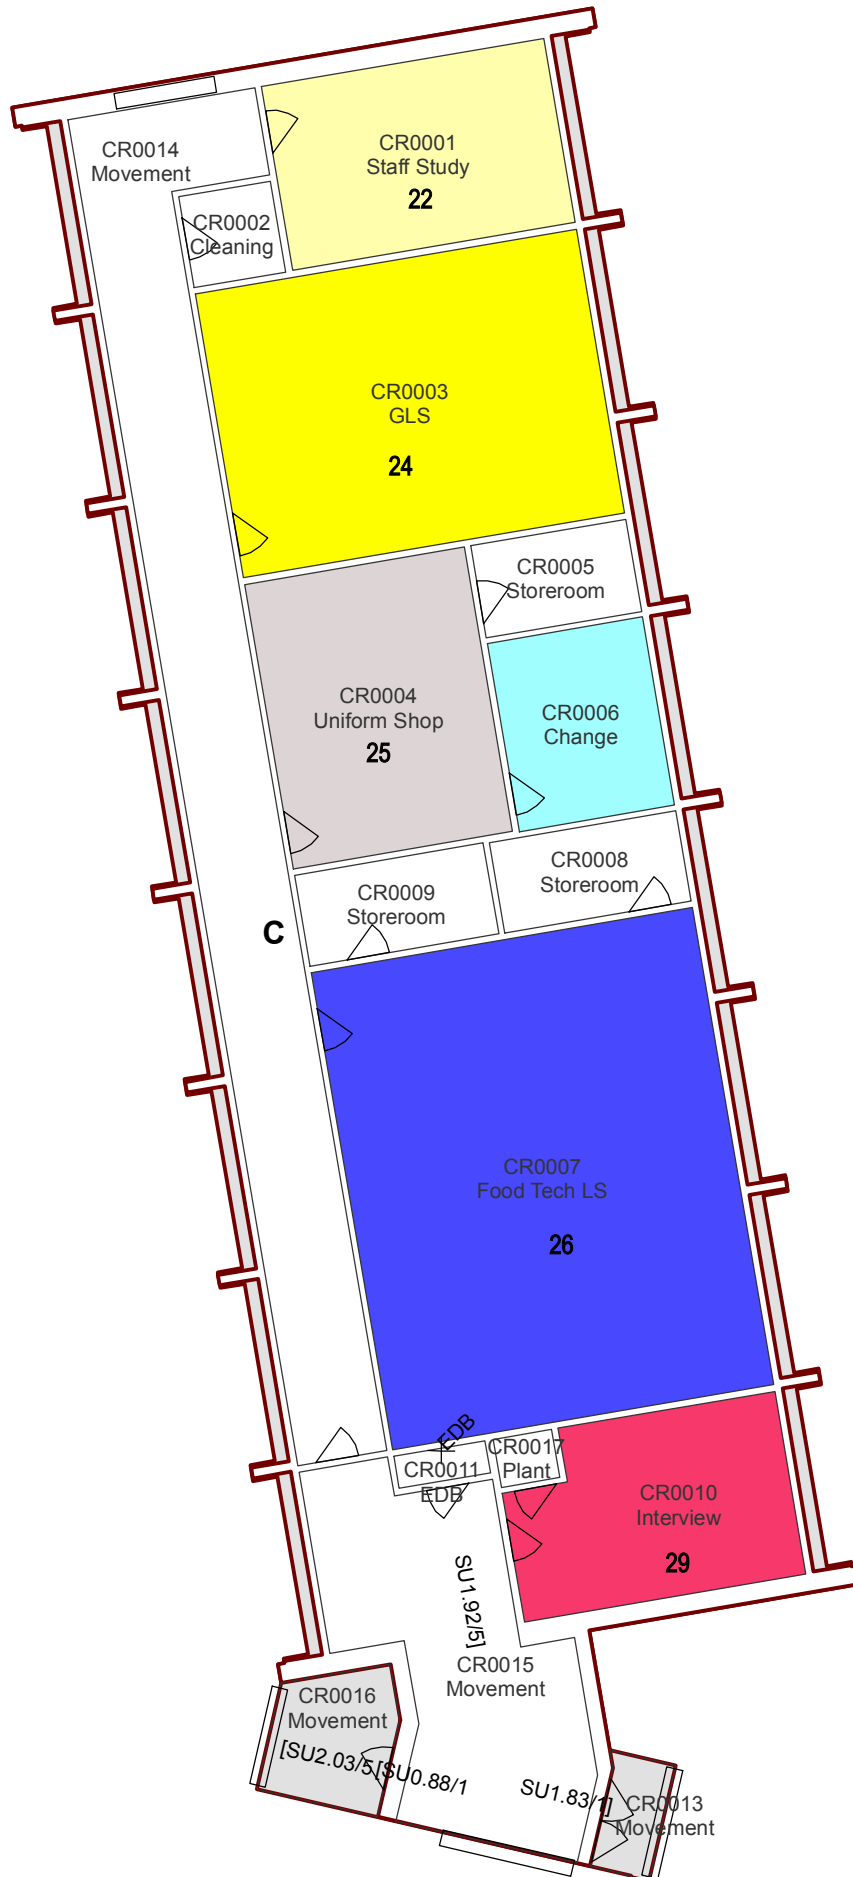 CR0001
Staff Study
22
CR0014
Movement
CR0002
Cleaning
CR0003
GLS
24
CR0005
Storeroom
CR0004
Uniform Shop
25
CR0006
Change
CR0008
Storeroom
CR0009
Storeroom
C
CR0007
Food Tech LS
26
EDB
CR0017
Plant
CR0011
EDB
CR0010
Interview
29
SU1.92/5]
CR0015
Movement
CR0016
Movement
[SU2.03/5
[SU0.88/1
SU1.83/1]
CR0013
Movement